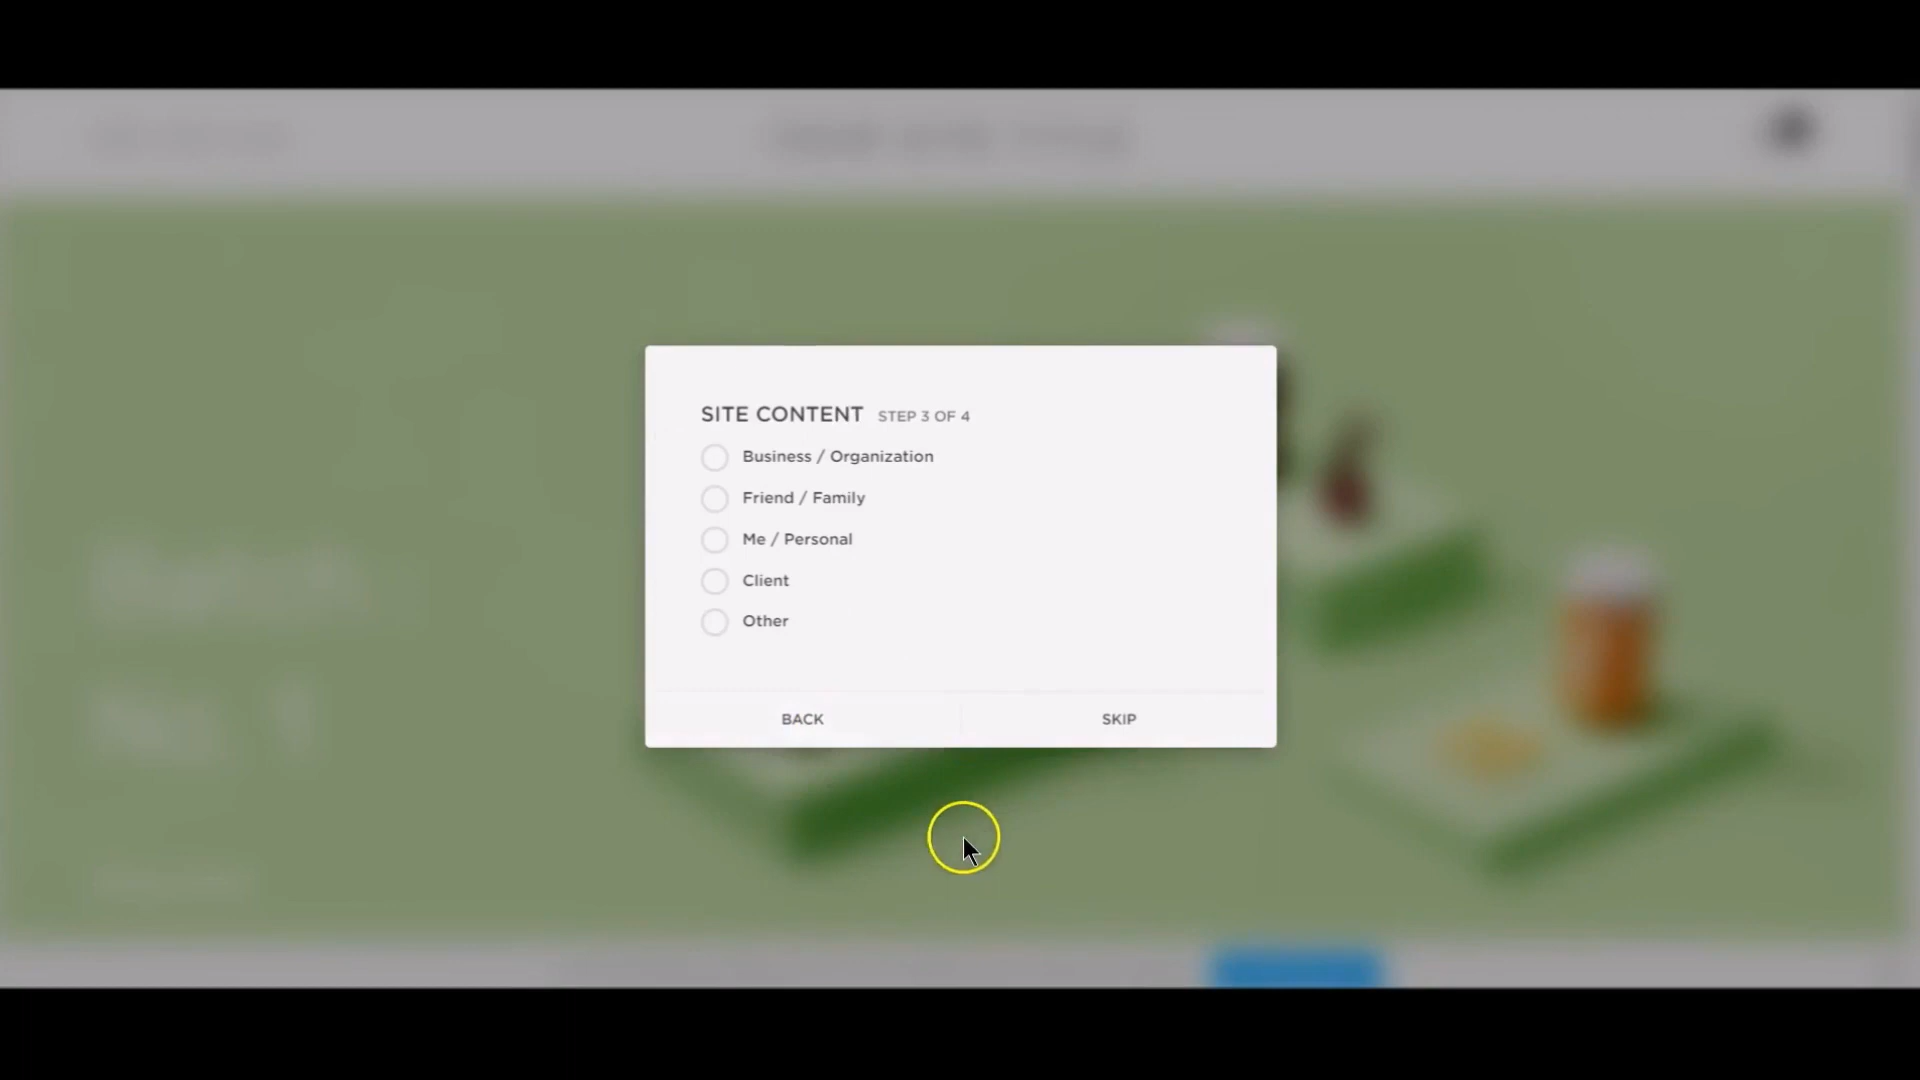 SITE CONTENT STEP 3 OF 4
Business / Organization
Friend / Family
Me / Personal
Client
Other
BACK SKIP